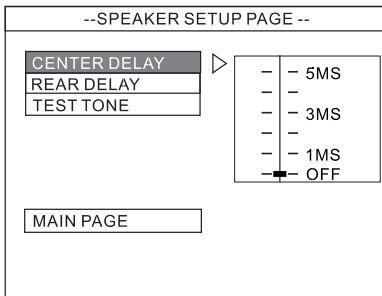 --SPEAKER SETUP PAGE --
CENTER DELAY
REAR DELAY
TEST TONE
5MS
3MS
1MS
OFF
MAIN PAGE